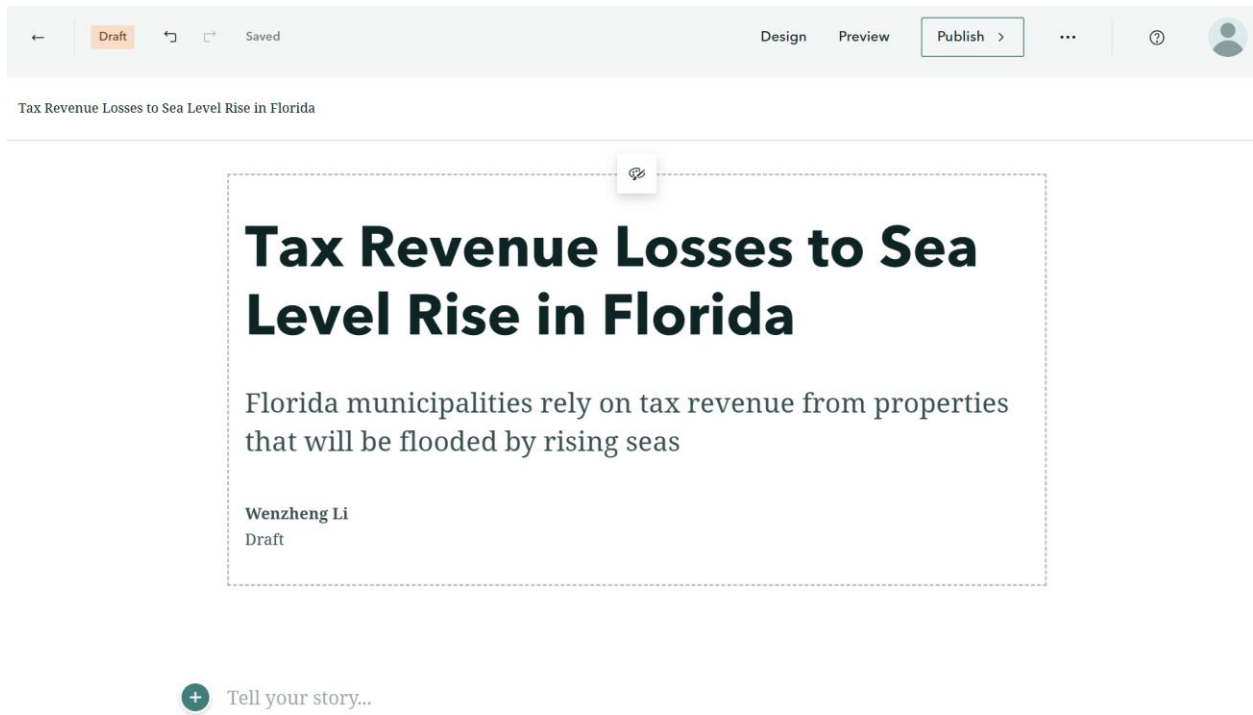 Draft Saved Design Preview Publish
Tax Revenue Losses to Sea Level Rise in Florida
Tax Revenue Losses to Sea
Level Rise in Florida
Florida municipalities rely on tax revenue from properties
that will be flooded by rising seas
Wenzheng Li
Draft
Tell your story...